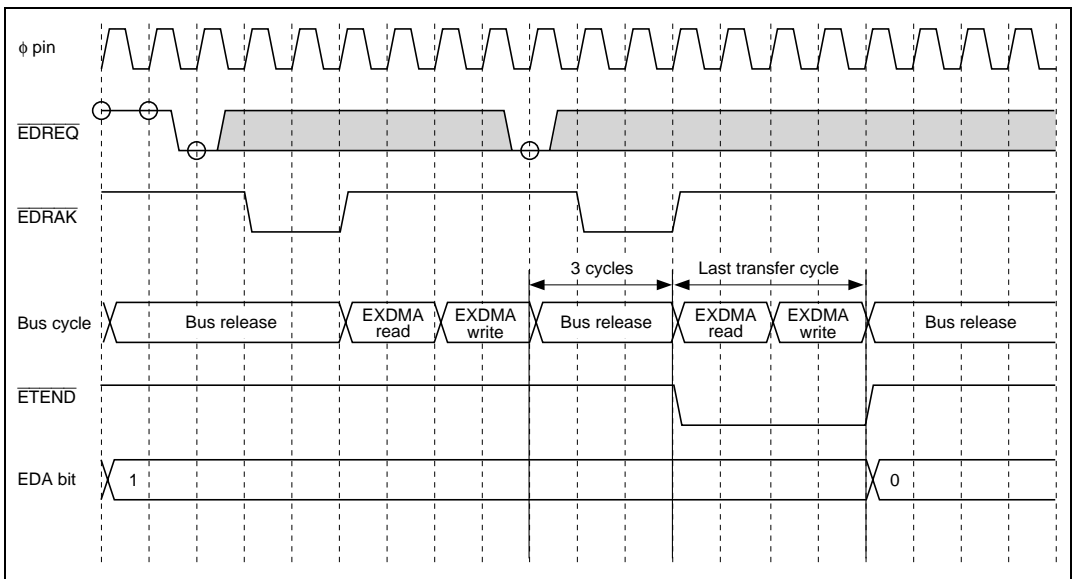 φ pin
EDREQ
EDRAK
3 cycles
Last transfer cycle
Bus cycle
Bus release
EXDMA
read
EXDMA
write
Bus release
EXDMA
read
EXDMA
write
Bus release
ETEND
EDA bit
1
0